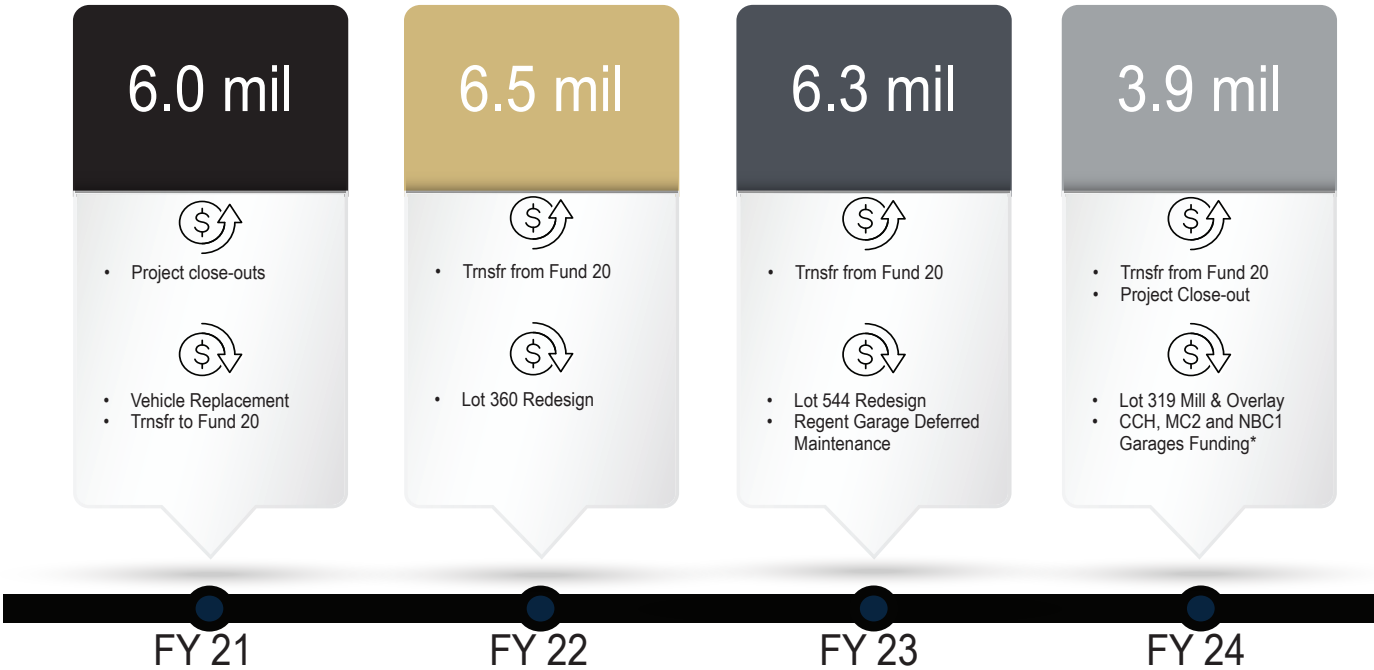 6.0 mil
$
• Project close-outs
$
• Vehicle Replacement
• Trnsfr to Fund 20
FY 21
6.5 mil
$
• Trnsfr from Fund 20
$
• Lot 360 Redesign
FY 22
6.3 mil
$
• Trnsfr from Fund 20
$
• Lot 544 Redesign
• Regent Garage Deferred
Maintenance
FY 23
3.9 mil
$
• Trnsfr from Fund 20
• Project Close-out
$
• Lot 319 Mill & Overlay
• CCH, MC2 and NBC1
Garages Funding*
FY 24